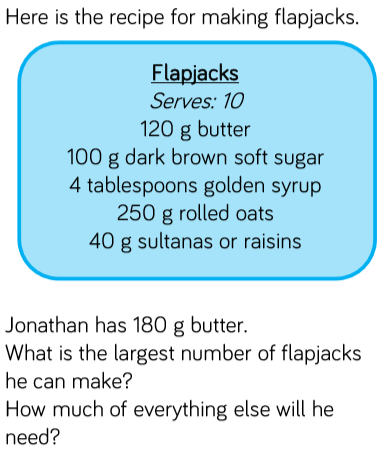 Here is the recipe for making flapjacks.
Flapjacks
Serves: 10
120 g butter
100 g dark brown soft sugar
4 tablespoons golden syrup
250 g rolled oats
40 g sultanas or raisins
Jonathan has 180 g butter.
What is the largest number of flapjacks
he can make?
How much of everything else will he
need?